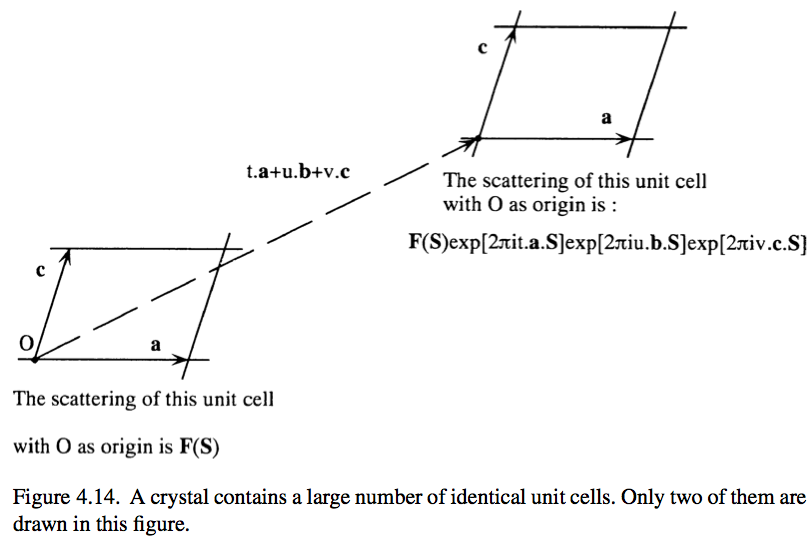 c
a
t.a+u.b+v.c
The scattering of this unit cell
with O as origin is :
F(S)exp[2πit.a.S]exp[2πiu.b.S]exp[2πiv.c.S]
c
O
a
The scattering of this unit cell
with O as origin is F(S)
Figure 4.14. A crystal contains a large number of identical unit cells. Only two of them are
drawn in this figure.